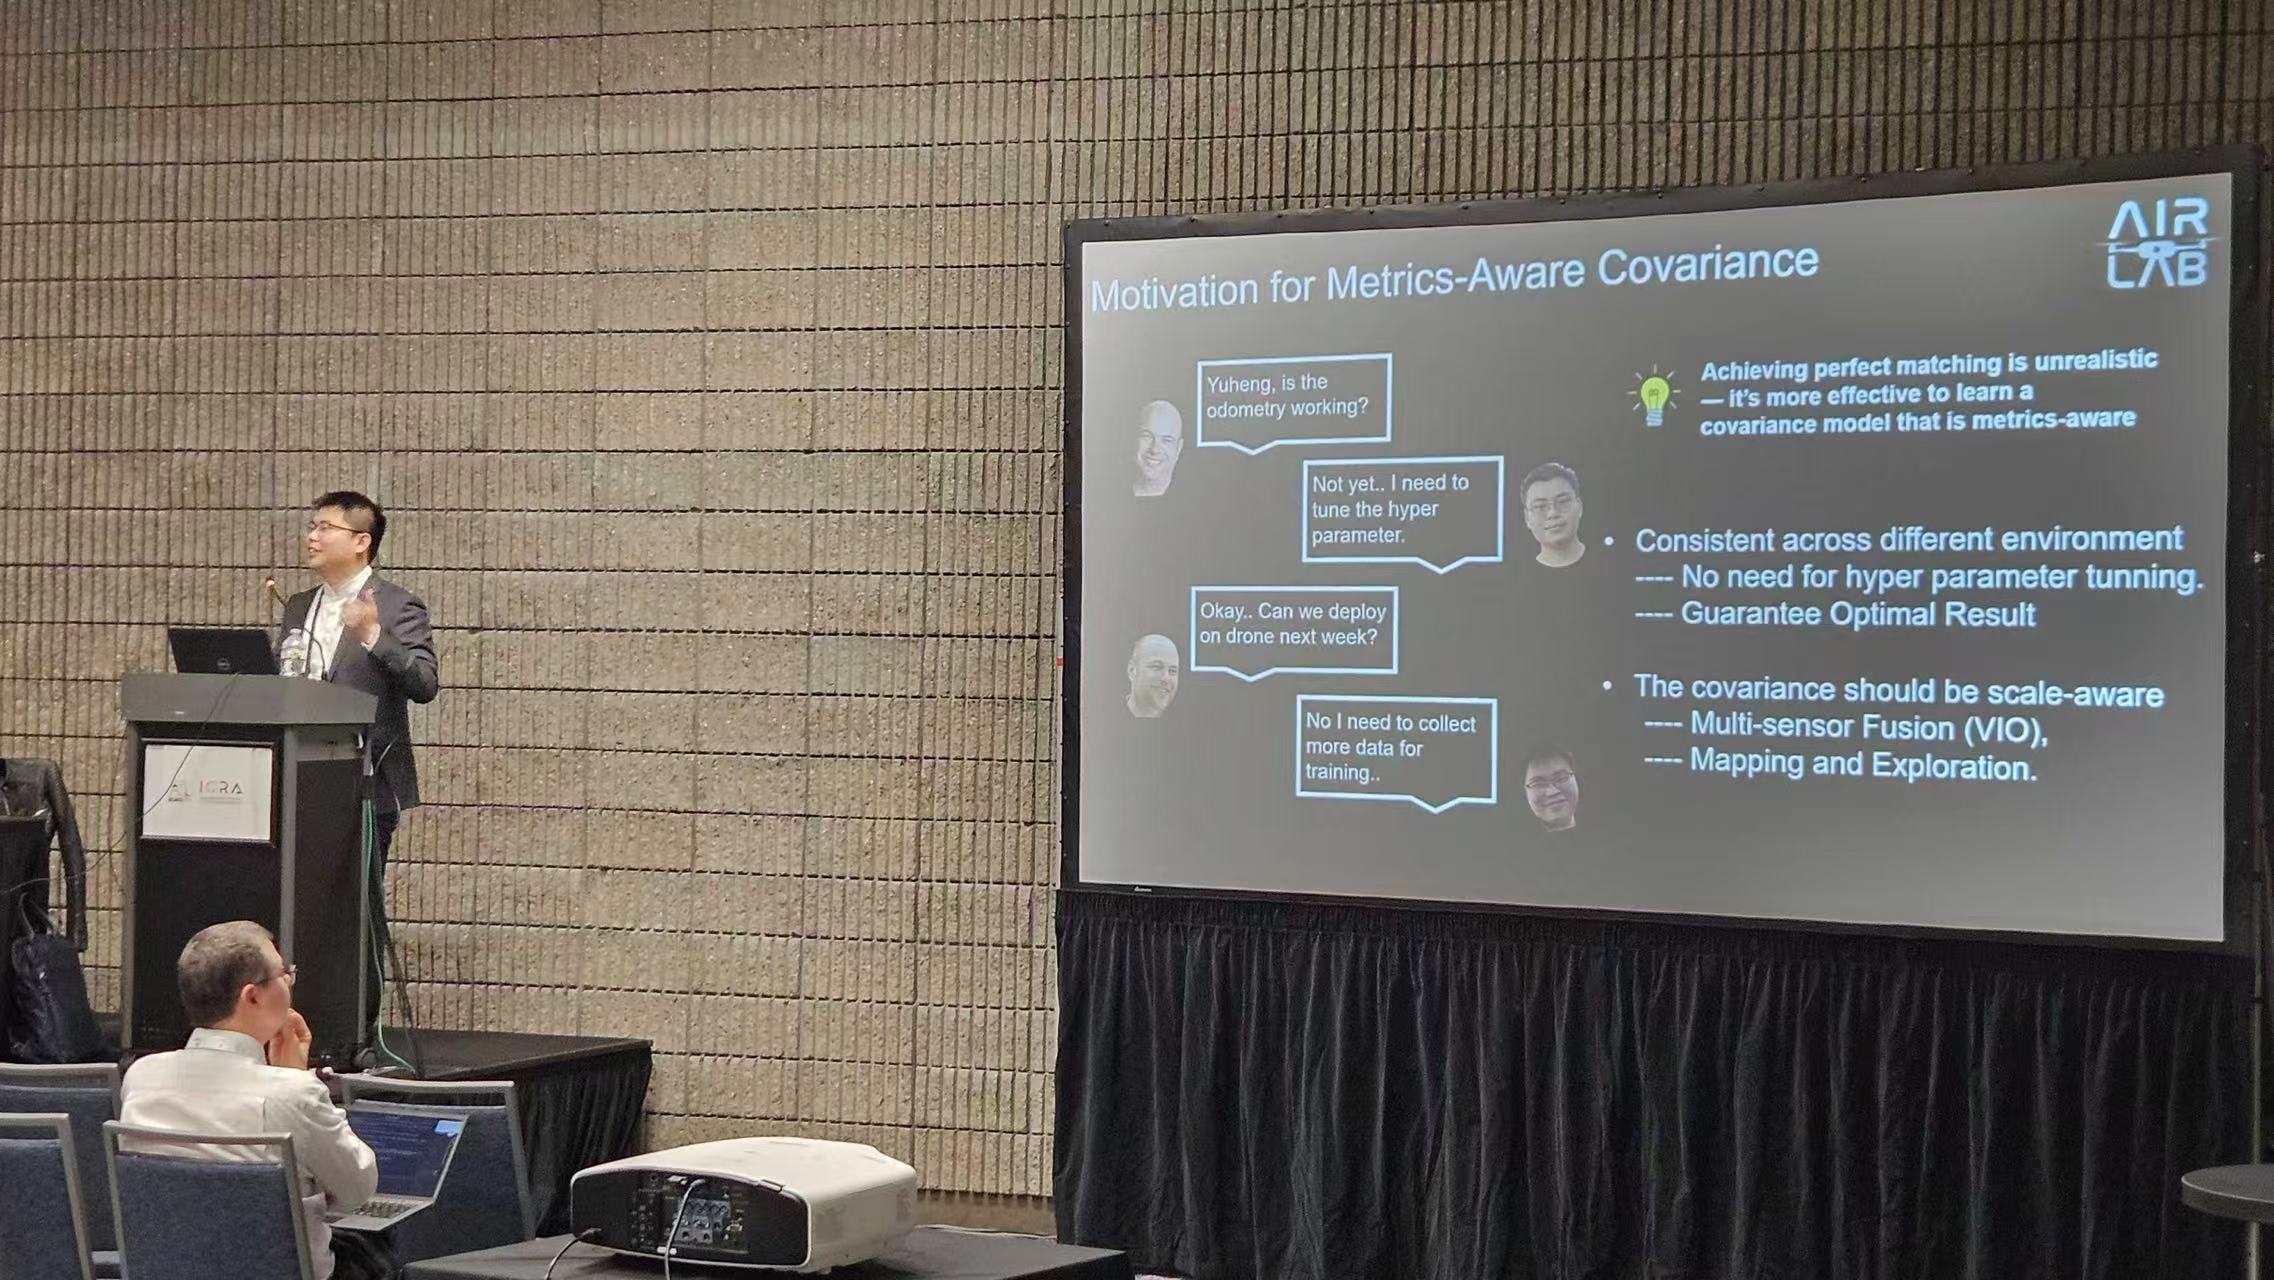 AIR
LAB
Motivation for Metrics-Aware Covariance
Yuheng, is the
odometry working?
Not yet.. I need to
tune the hyper
parameter.
Okay.. Can we deploy
on drone next week?
No I need to collect
more data for
training..
Achieving perfect matching is unrealistic
— it's more effective to learn a
covariance model that is metrics-aware
• Consistent across different environment
---- No need for hyper parameter tunning.
---- Guarantee Optimal Result
• The covariance should be scale-aware
---- Multi-sensor Fusion (VIO),
---- Mapping and Exploration.
ICRA
DELL